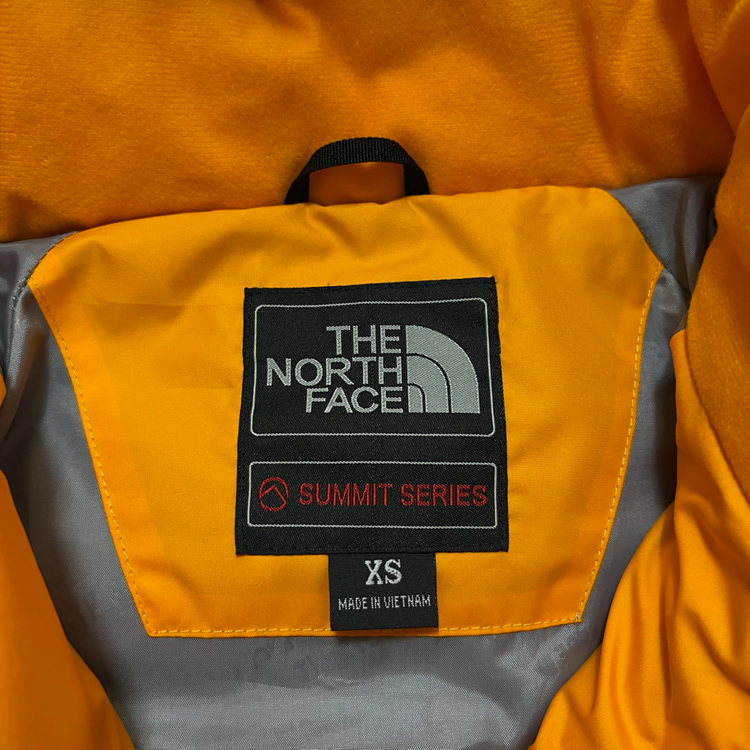 THE
NORTH
FACE
SUMMIT SERIES
XS
MADE IN VIETNAM